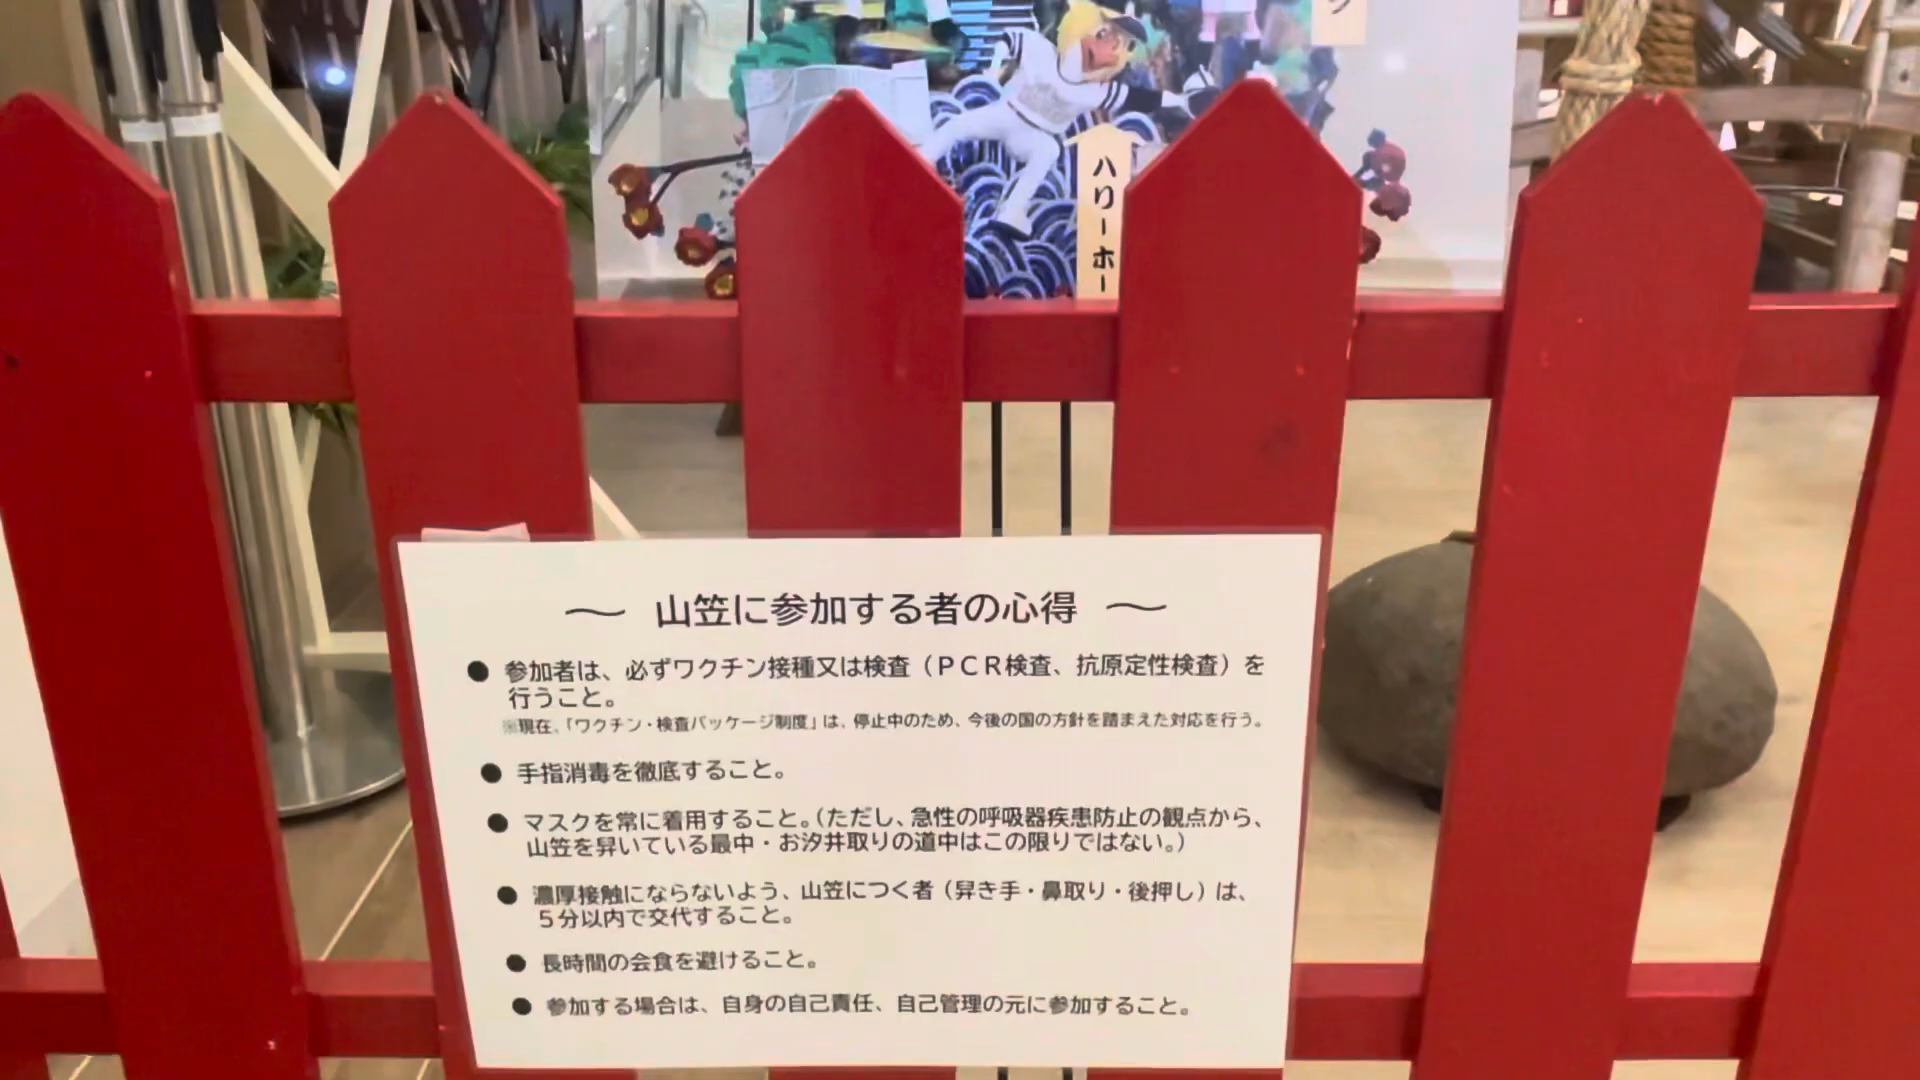 ハリーホー
～ 山笠に参加する者の心得 ～
● 参加者は、必ずワクチン接種又は検査（ＰＣＲ検査、抗原定性検査）を
行うこと。
※現在、「ワクチン・検査パッケージ制度」は、停止中のため、今後の国の方針を踏まえた対応を行う。
● 手指消毒を徹底すること。
● マスクを常に着用すること。（ただし、急性の呼吸器疾患防止の観点から、
山笠を舁いている最中・お汐井取りの道中はこの限りではない。）
● 濃厚接触にならないよう、山笠につく者（舁き手・鼻取り・後押し）は、
５分以内で交代すること。
● 長時間の会食を避けること。
● 参加する場合は、自身の自己責任、自己管理の元に参加すること。